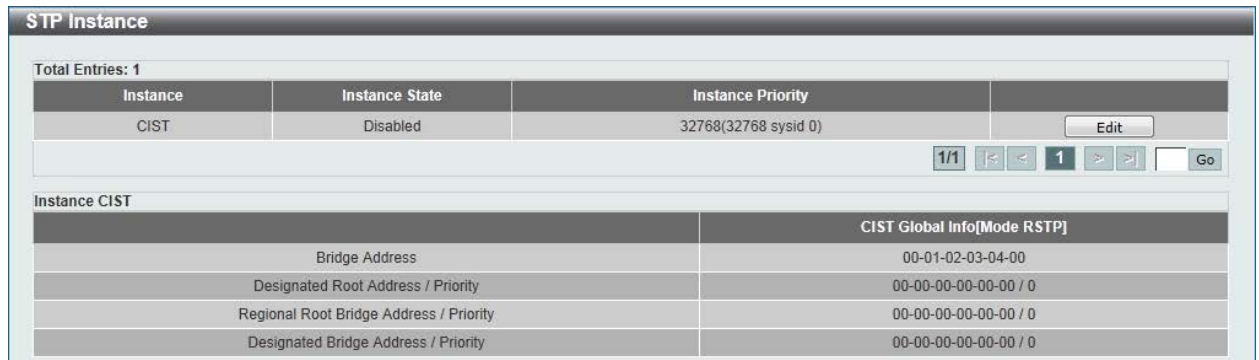 STP Instance
Total Entries: 1
Instance Instance State Instance Priority
CIST Disabled 32768(32768 sysid 0) Edit
1/1 |< < 1 > >| Go
Instance CIST
CIST Global Info[Mode RSTP]
Bridge Address 00-01-02-03-04-00
Designated Root Address / Priority 00-00-00-00-00-00 / 0
Regional Root Bridge Address / Priority 00-00-00-00-00-00 / 0
Designated Bridge Address / Priority 00-00-00-00-00-00 / 0